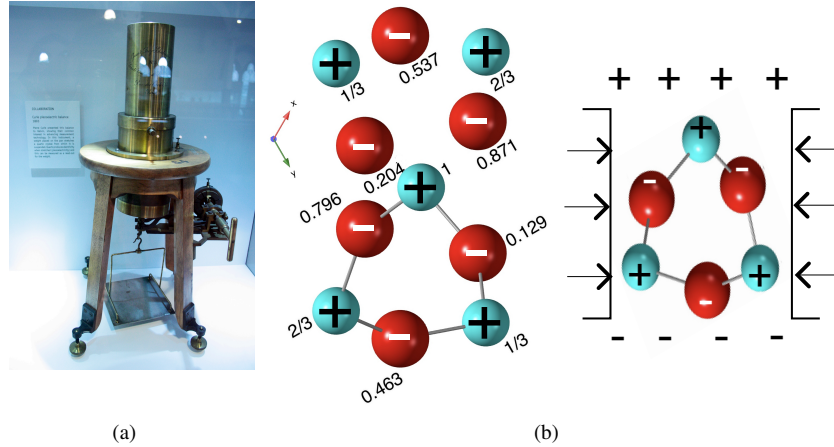 + − +
0.537
1/3 2/3
− −
0.204 0.871
+ 1
0.796
− −
0.129
+ − +
2/3 1/3
0.463
x
y
+ + + +
+
− −
+ +
-
- - - -
(a) (b)